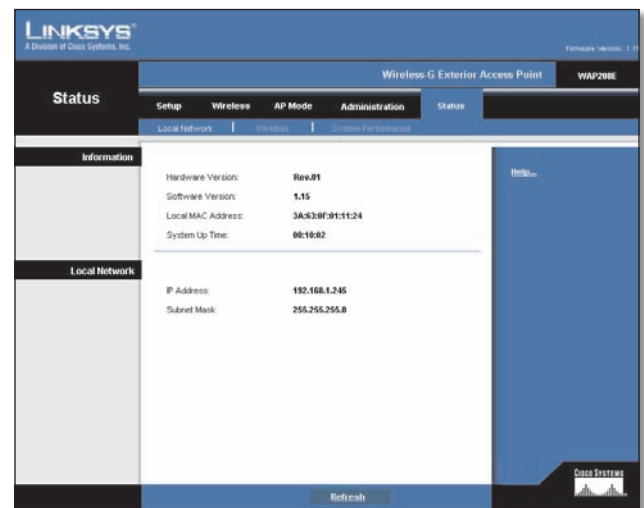 LINKSYS®
A Division of Cisco Systems, Inc.
Firmware Version: 1.15
Wireless-G Exterior Access Point WAP200E
Status
Setup Wireless AP Mode Administration Status
Local Network | Wireless | System Performance
Information
Hardware Version: Rev.01
Software Version: 1.15
Local MAC Address: 3A:63:0F:01:11:24
System Up Time: 00:10:02
Help...
Local Network
IP Address: 192.168.1.245
Subnet Mask: 255.255.255.0
Refresh
CISCO SYSTEMS